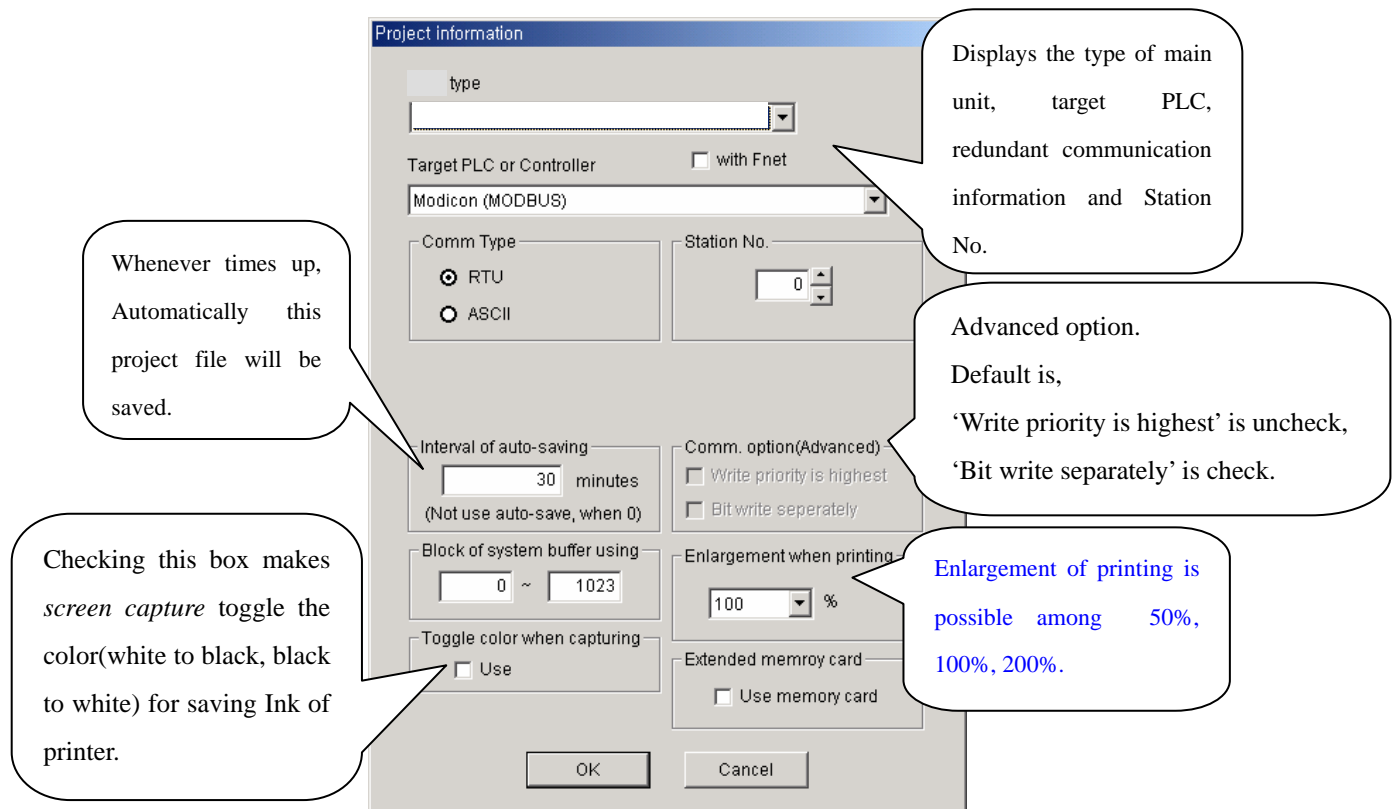 Project information
type
with Fnet
Target PLC or Controller
Modicon (MODBUS)
Comm Type
RTU
ASCII
Station No.
0
Interval of auto-saving
30 minutes
(Not use auto-save, when 0)
Comm. option(Advanced)
Write priority is highest
Bit write seperately
Block of system buffer using
0 ~ 1023
Enlargement when printing
100 %
Toggle color when capturing
Use
Extended memroy card
Use memory card
OK
Cancel
Displays the type of main
unit, target PLC,
redundant communication
information and Station
No.
Whenever times up,
Automatically this
project file will be
saved.
Advanced option.
Default is,
‘Write priority is highest’ is uncheck,
‘Bit write separately’ is check.
Checking this box makes
screen capture toggle the
color(white to black, black
to white) for saving Ink of
printer.
Enlargement of printing is
possible among 50%,
100%, 200%.